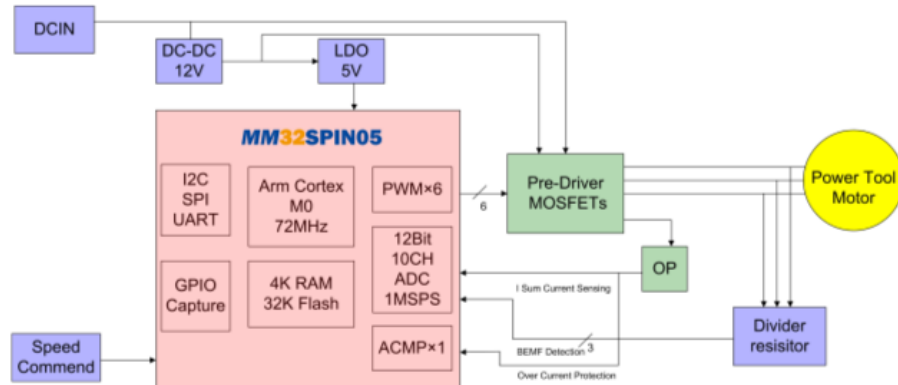 DCIN
DC-DC
12V
LDO
5V
MM32SPIN05
I2C
SPI
UART
Arm Cortex
M0
72MHz
PWM×6
6
Pre-Driver
MOSFETs
Power Tool
Motor
12Bit
10CH
ADC
1MSPS
OP
GPIO
Capture
4K RAM
32K Flash
I Sum Current Sensing
ACMP×1
BEMF Detection
3
Over Current Protection
Divider
resisitor
Speed
Commend